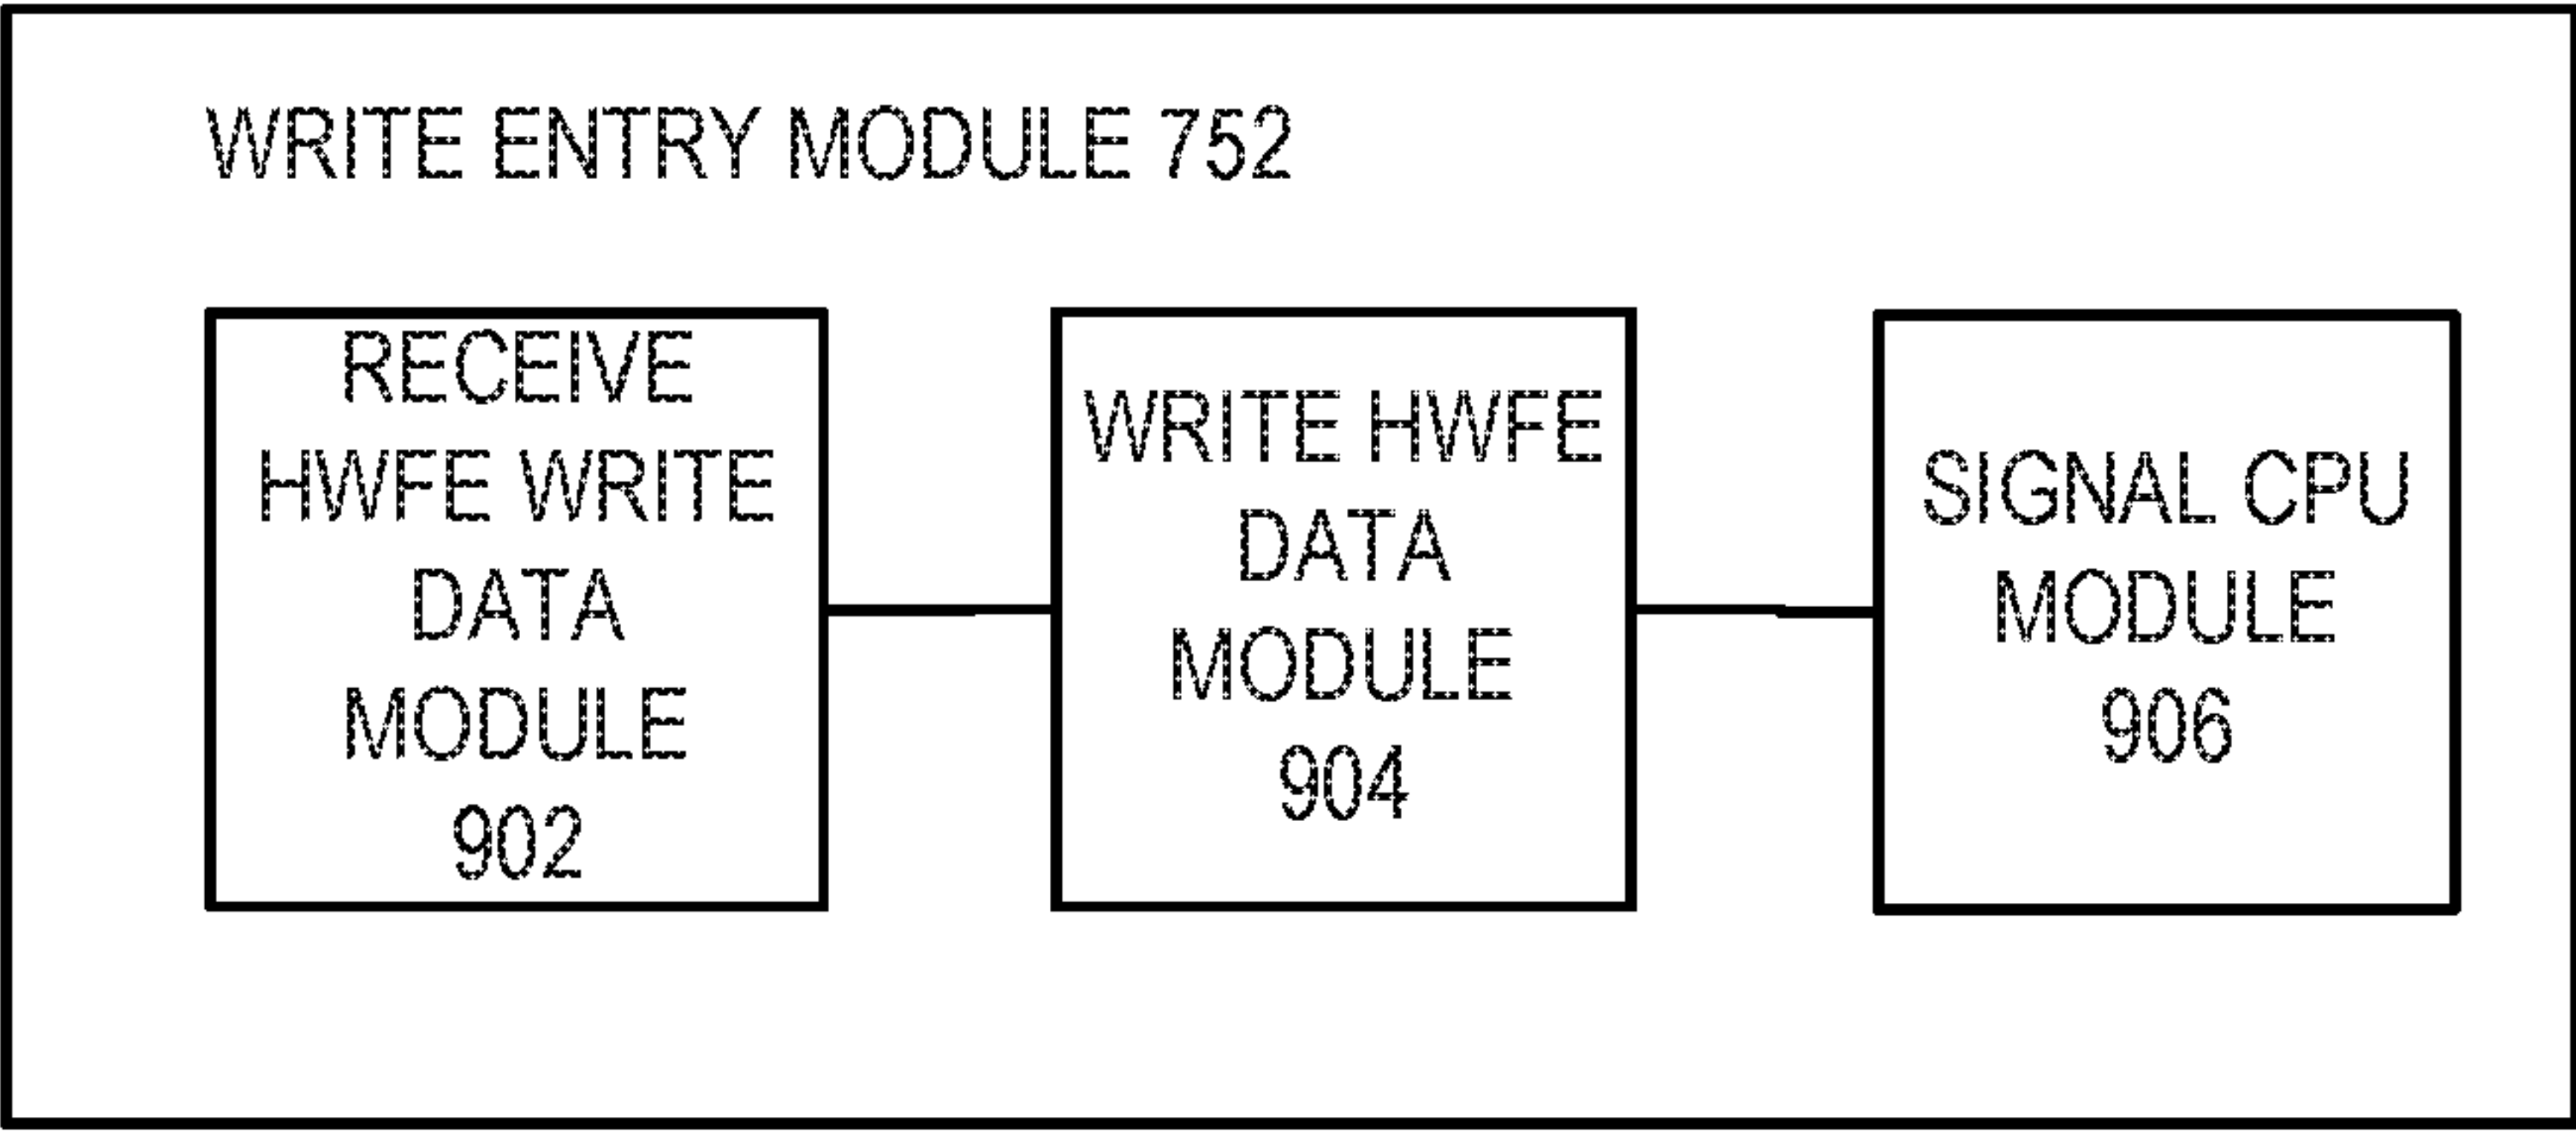 WRITE ENTRY MODULE 752
RECEIVE
HWFE WRITE
DATA
MODULE
902
WRITE HWFE
DATA
MODULE
904
SIGNAL CPU
MODULE
906